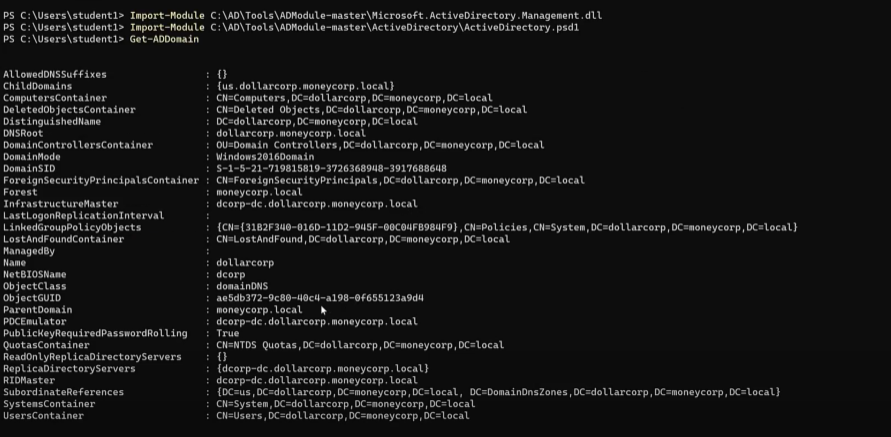 PS C:\Users\student1> Import-Module C:\AD\Tools\ADModule-master\Microsoft.ActiveDirectory.Management.dll
PS C:\Users\student1> Import-Module C:\AD\Tools\ADModule-master\ActiveDirectory\ActiveDirectory.psd1
PS C:\Users\student1> Get-ADDomain
AllowedDNSSuffixes : {}
ChildDomains : {us.dollarcorp.moneycorp.local}
ComputersContainer : CN=Computers,DC=dollarcorp,DC=moneycorp,DC=local
DeletedObjectsContainer : CN=Deleted Objects,DC=dollarcorp,DC=moneycorp,DC=local
DistinguishedName : DC=dollarcorp,DC=moneycorp,DC=local
DNSRoot : dollarcorp.moneycorp.local
DomainControllersContainer : OU=Domain Controllers,DC=dollarcorp,DC=moneycorp,DC=local
DomainMode : Windows2016Domain
DomainSID : S-1-5-21-719815819-3726368948-3917688648
ForeignSecurityPrincipalsContainer : CN=ForeignSecurityPrincipals,DC=dollarcorp,DC=moneycorp,DC=local
Forest : moneycorp.local
InfrastructureMaster : dcorp-dc.dollarcorp.moneycorp.local
LastLogonReplicationInterval :
LinkedGroupPolicyObjects : {CN={31B2F340-016D-11D2-945F-00C04FB984F9},CN=Policies,CN=System,DC=dollarcorp,DC=moneycorp,DC=local}
LostAndFoundContainer : CN=LostAndFound,DC=dollarcorp,DC=moneycorp,DC=local
ManagedBy :
Name : dollarcorp
NetBIOSName : dcorp
ObjectClass : domainDNS
ObjectGUID : ae5db372-9c80-40c4-a198-0f655123a9d4
ParentDomain : moneycorp.local
PDCEmulator : dcorp-dc.dollarcorp.moneycorp.local
PublicKeyRequiredPasswordRolling : True
QuotasContainer : CN=NTDS Quotas,DC=dollarcorp,DC=moneycorp,DC=local
ReadOnlyReplicaDirectoryServers : {}
ReplicaDirectoryServers : {dcorp-dc.dollarcorp.moneycorp.local}
RIDMaster : dcorp-dc.dollarcorp.moneycorp.local
SubordinateReferences : {DC=us,DC=dollarcorp,DC=moneycorp,DC=local, DC=DomainDnsZones,DC=dollarcorp,DC=moneycorp,DC=local}
SystemsContainer : CN=System,DC=dollarcorp,DC=moneycorp,DC=local
UsersContainer : CN=Users,DC=dollarcorp,DC=moneycorp,DC=local